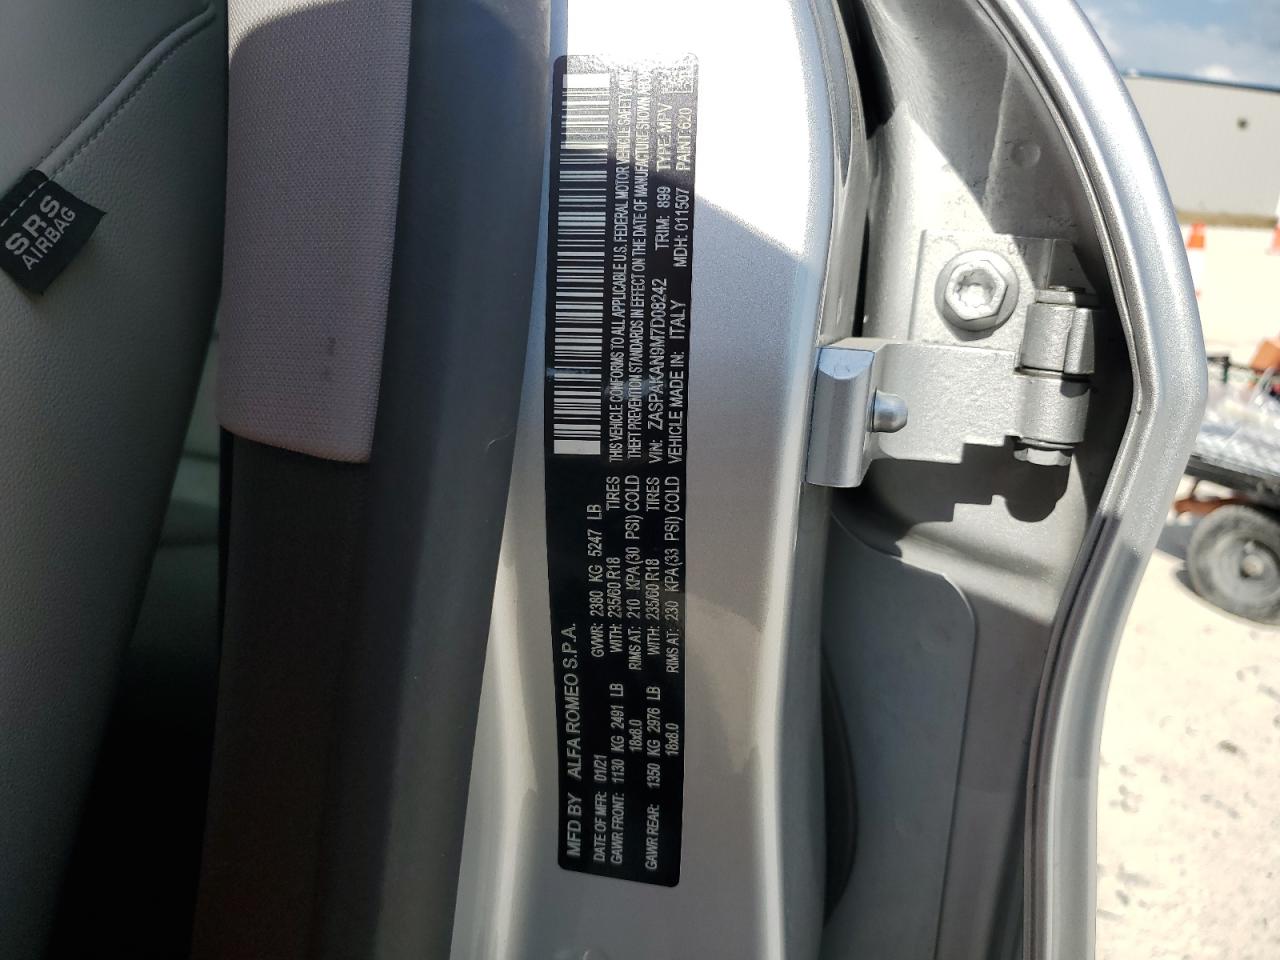 SRS
AIRBAG
MFD BY ALFA ROMEO S.P.A.
DATE OF MFR: 01/21 GVWR: 2380 KG 5247 LB
GAWR FRONT: 1130 KG 2491 LB WITH: 235/60 R18 TIRES
18x8.0 RIMS AT: 210 KPA(30 PSI) COLD
GAWR REAR: 1350 KG 2976 LB WITH: 235/60 R18 TIRES
18x8.0 RIMS AT: 230 KPA(33 PSI) COLD
THIS VEHICLE CONFORMS TO ALL APPLICABLE U.S. FEDERAL MOTOR VEHICLE SAFETY AND
THEFT PREVENTION STANDARDS IN EFFECT ON THE DATE OF MANUFACTURE SHOWN
VIN: ZASPAKAN9M7D08242 TRIM: 899 TYPE: MPV
VEHICLE MADE IN: ITALY MDH: 011507 PAINT: 620